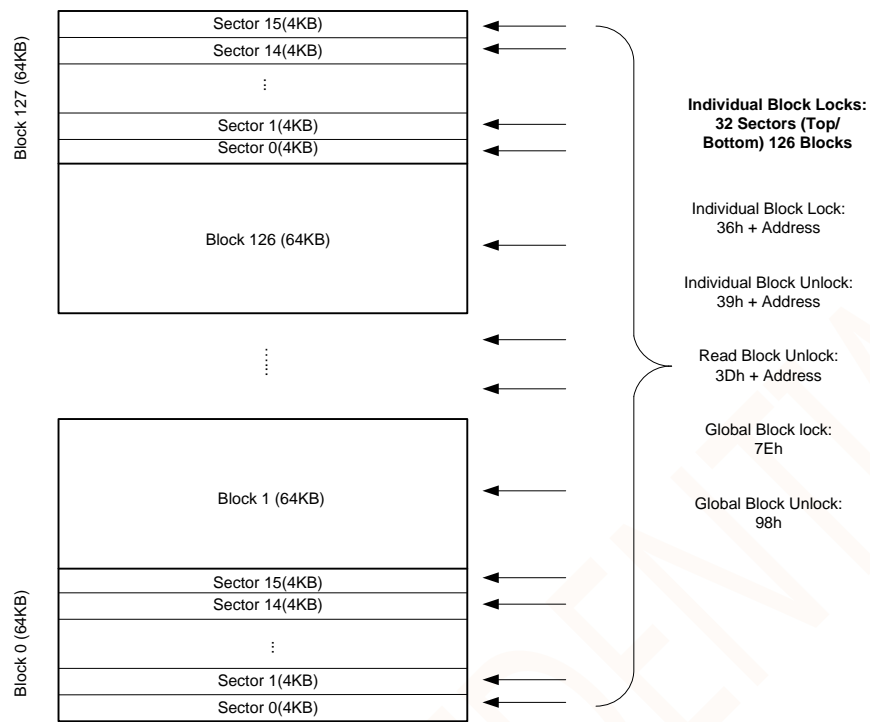 Block 127 (64KB)
Sector 15(4KB)
Sector 14(4KB)
...
Sector 1(4KB)
Sector 0(4KB)
Block 126 (64KB)
......
Block 1 (64KB)
Block 0 (64KB)
Sector 15(4KB)
Sector 14(4KB)
...
Sector 1(4KB)
Sector 0(4KB)
Individual Block Locks:
32 Sectors (Top/
Bottom) 126 Blocks
Individual Block Lock:
36h + Address
Individual Block Unlock:
39h + Address
Read Block Unlock:
3Dh + Address
Global Block lock:
7Eh
Global Block Unlock:
98h